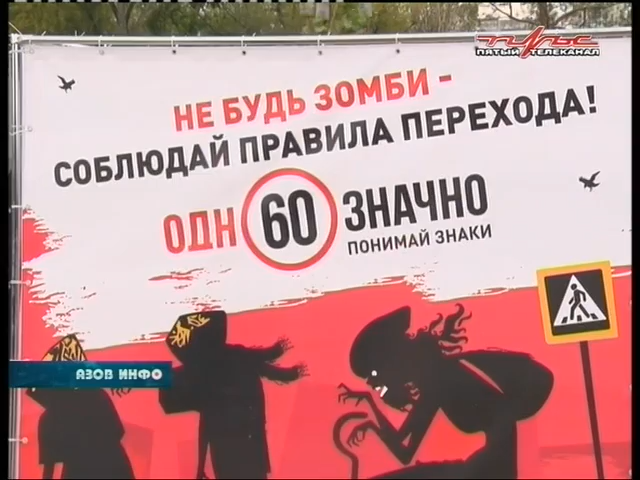 ПУЛЬС
ПЯТЫЙ ТЕЛЕКАНАЛ
НЕ БУДЬ ЗОМБИ -
СОБЛЮДАЙ ПРАВИЛА ПЕРЕХОДА!
ОДН 60 ЗНАЧНО
ПОНИМАЙ ЗНАКИ
АЗОВ ИНФО